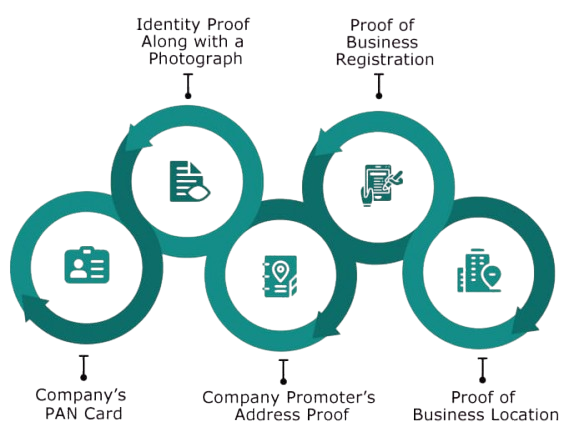 Identity Proof
Along with a
Photograph
Proof of
Business
Registration
Company's
PAN Card
Company Promoter's
Address Proof
Proof of
Business Location